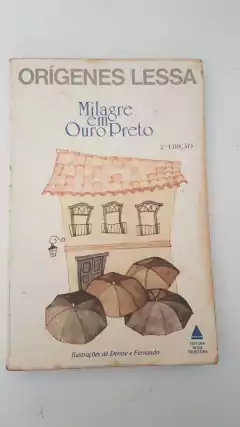 ORÍGENES LESSA
Milagre
em
Ouro Preto
2ª EDIÇÃO
Ilustrações de Denise e Fernando
EDITORA
NOVA
FRONTEIRA